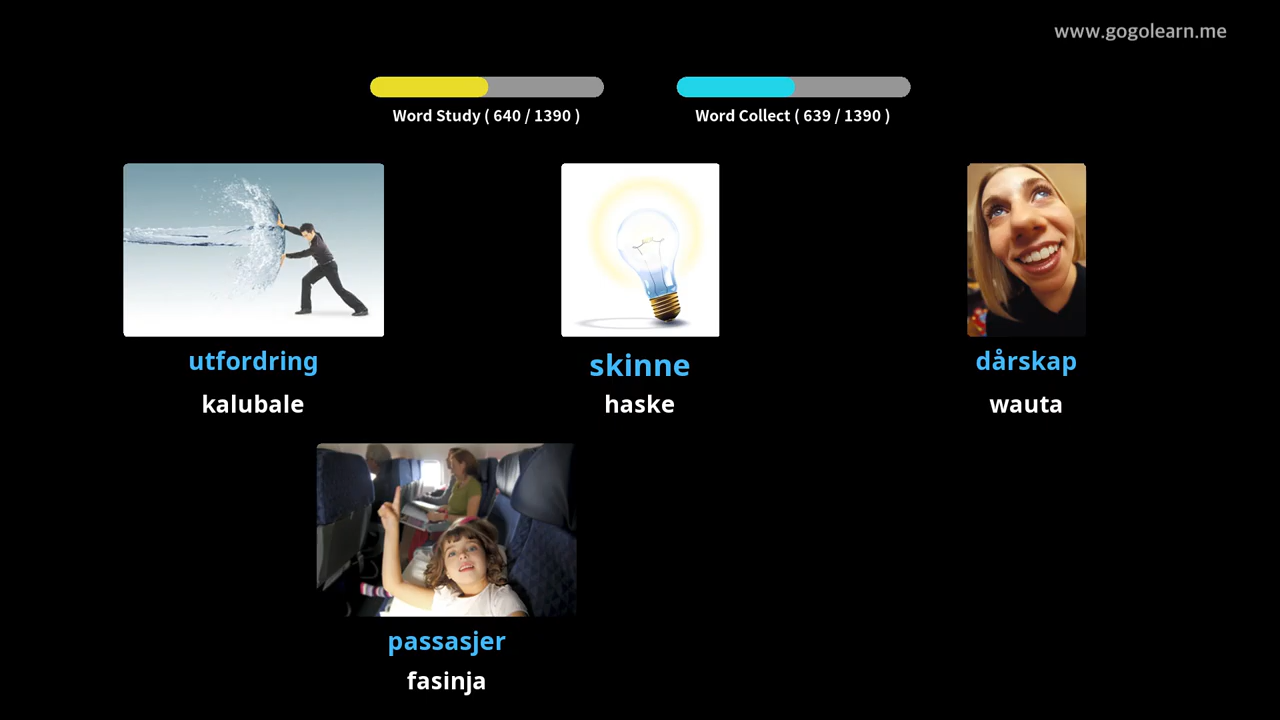 www.gogolearn.me
Word Study ( 640 / 1390 )
Word Collect ( 639 / 1390 )
utfordring
kalubale
skinne
haske
dårskap
wauta
passasjer
fasinja